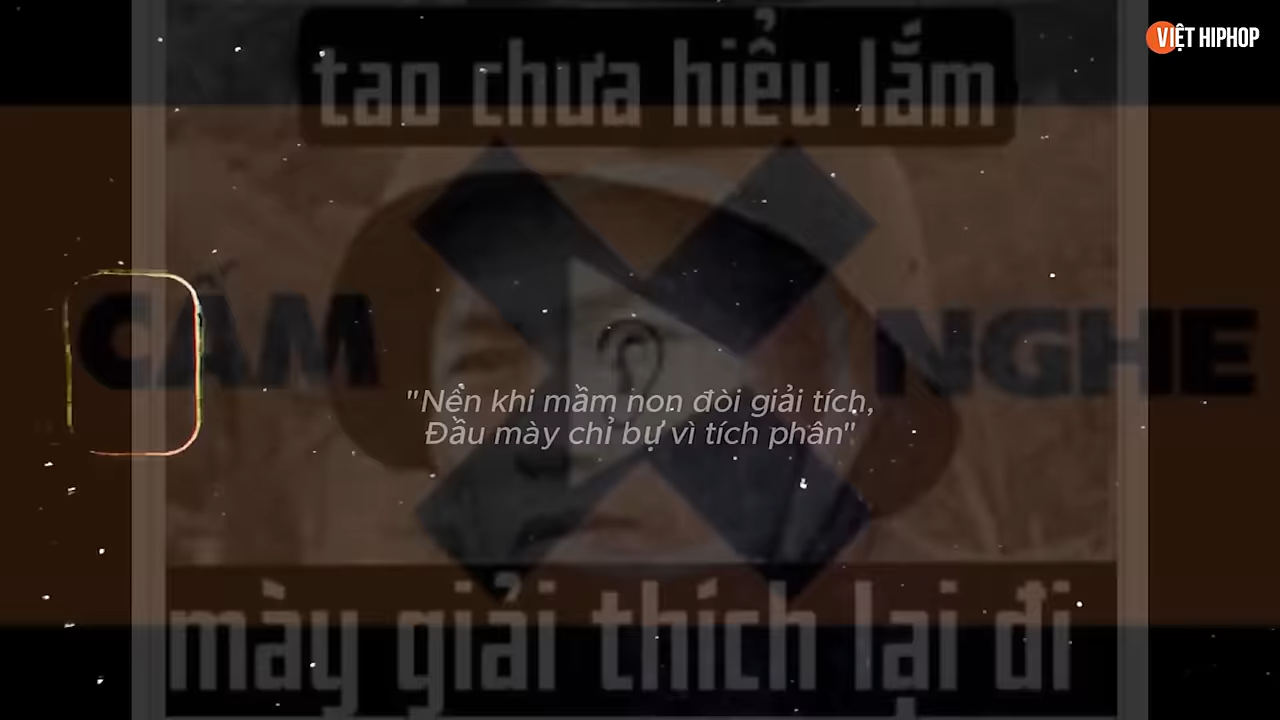 VIỆT HIPHOP
tao chưa hiểu lắm
CẤM NGHE
"Nên khi mầm non đòi giải tích,
Đầu mày chỉ bự vì tích phân"
mày giải thích lại đi